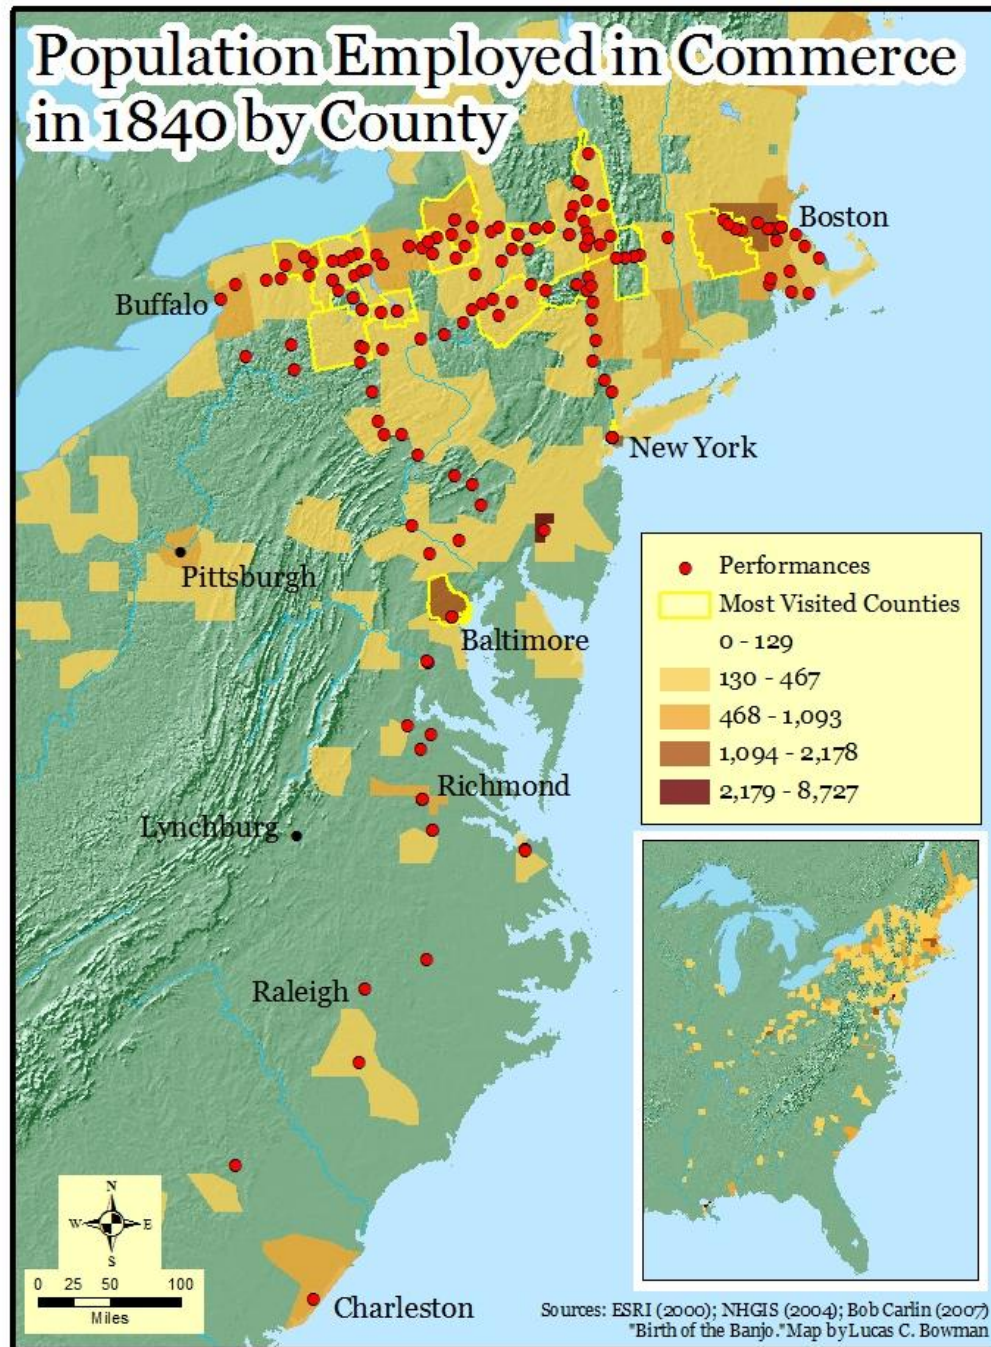 Population Employed in Commerce
in 1840 by County
Boston
Buffalo
New York
Pittsburgh
Baltimore
Richmond
Lynchburg
Raleigh
Charleston
Performances
Most Visited Counties
0 - 129
130 - 467
468 - 1,093
1,094 - 2,178
2,179 - 8,727
N
W E
S
0 25 50 100
Miles
Sources: ESRI (2000); NHGIS (2004); Bob Carlin (2007)
"Birth of the Banjo."Map by Lucas C. Bowman